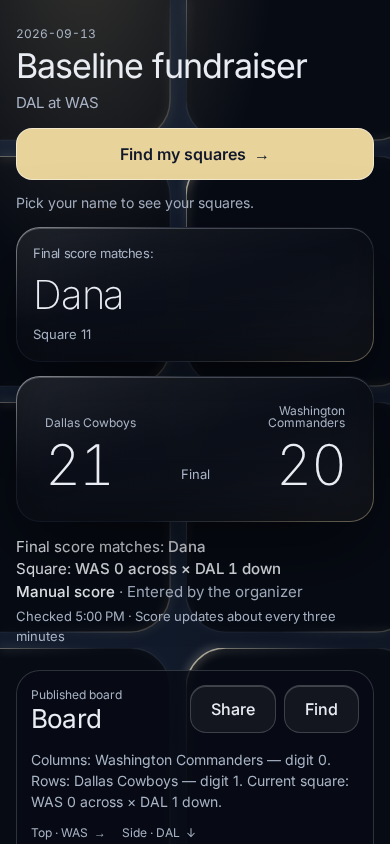 2026-09-13
Baseline fundraiser
DAL at WAS
Find my squares →
Pick your name to see your squares.
Final score matches:
Dana
Square 11
Dallas Cowboys
Washington
Commanders
21
Final
20
Final score matches: Dana
Square: WAS 0 across × DAL 1 down
Manual score · Entered by the organizer
Checked 5:00 PM · Score updates about every three
minutes
Published board
Board
Share
Find
Columns: Washington Commanders — digit 0.
Rows: Dallas Cowboys — digit 1. Current square:
WAS 0 across × DAL 1 down.
Top · WAS → Side · DAL ↓